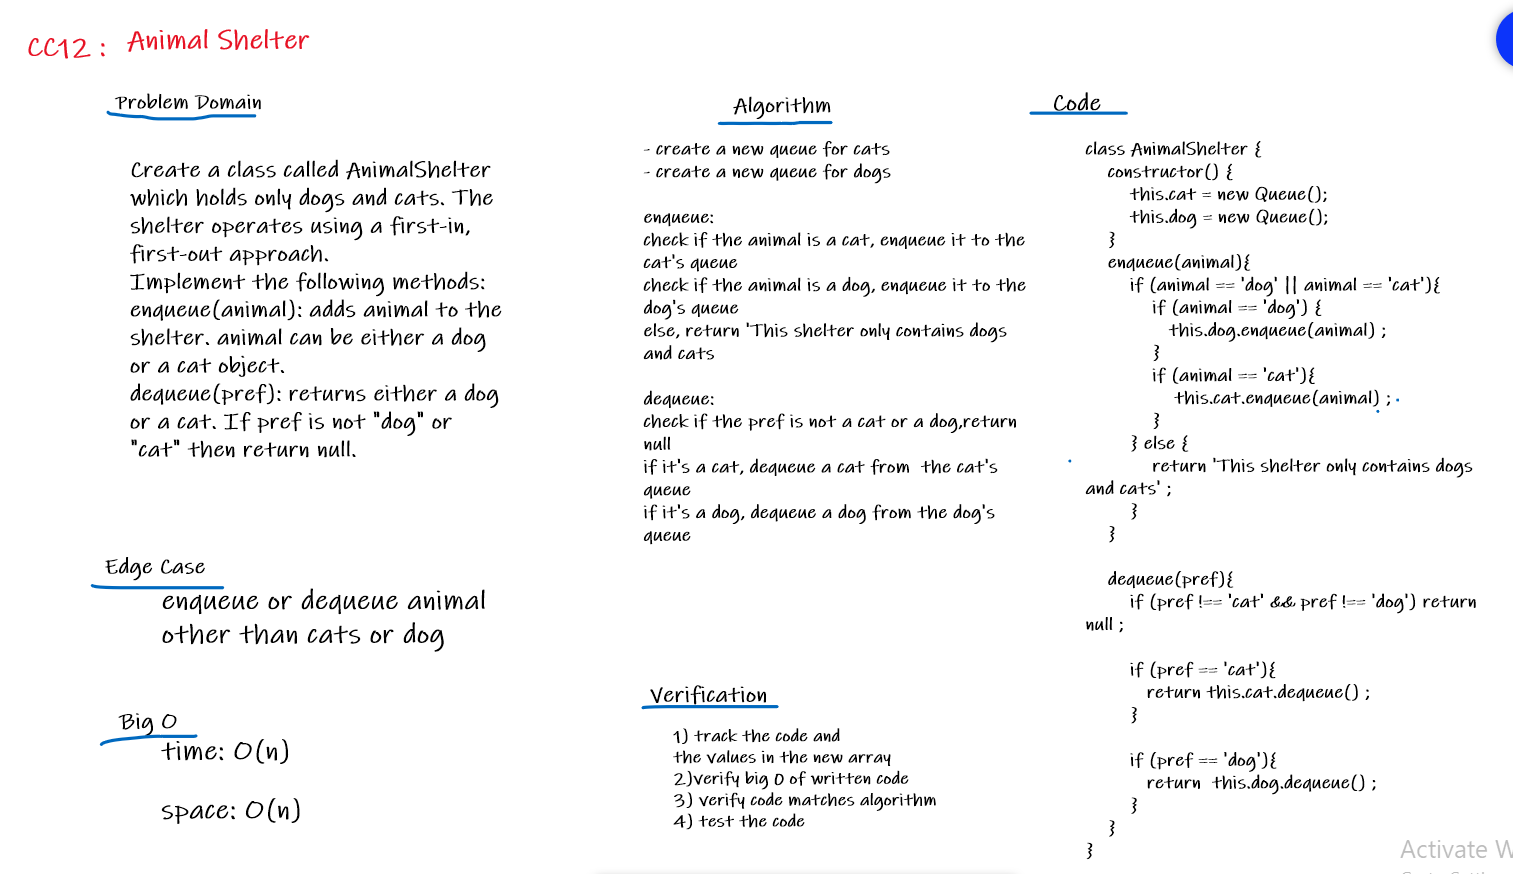 CC12: Animal Shelter
Problem Domain
Create a class called AnimalShelter
which holds only dogs and cats. The
shelter operates using a first-in,
first-out approach.
Implement the following methods:
enqueue(animal): adds animal to the
shelter. animal can be either a dog
or a cat object.
dequeue(pref): returns either a dog
or a cat. If pref is not "dog" or
"cat" then return null.
Edge Case
enqueue or dequeue animal
other than cats or dog
Big O
time: O(n)
space: O(n)
Algorithm
- create a new queue for cats
- create a new queue for dogs
enqueue:
check if the animal is a cat, enqueue it to the
cat's queue
check if the animal is a dog, enqueue it to the
dog's queue
else, return 'This shelter only contains dogs
and cats
dequeue:
check if the pref is not a cat or a dog,return
null
if it's a cat, dequeue a cat from the cat's
queue
if it's a dog, dequeue a dog from the dog's
queue
Verification
1) track the code and
the values in the new array
2)verify big O of written code
3) verify code matches algorithm
4) test the code
Code
class AnimalShelter {
constructor() {
this.cat = new Queue();
this.dog = new Queue();
}
enqueue(animal){
if (animal == 'dog' || animal == 'cat'){
if (animal == 'dog') {
this.dog.enqueue(animal) ;
}
if (animal == 'cat'){
this.cat.enqueue(animal) ;
}
} else {
return 'This shelter only contains dogs
and cats' ;
}
}
dequeue(pref){
if (pref !== 'cat' && pref !== 'dog') return
null ;
if (pref == 'cat'){
return this.cat.dequeue() ;
}
if (pref == 'dog'){
return this.dog.dequeue() ;
}
}
}
Activate W